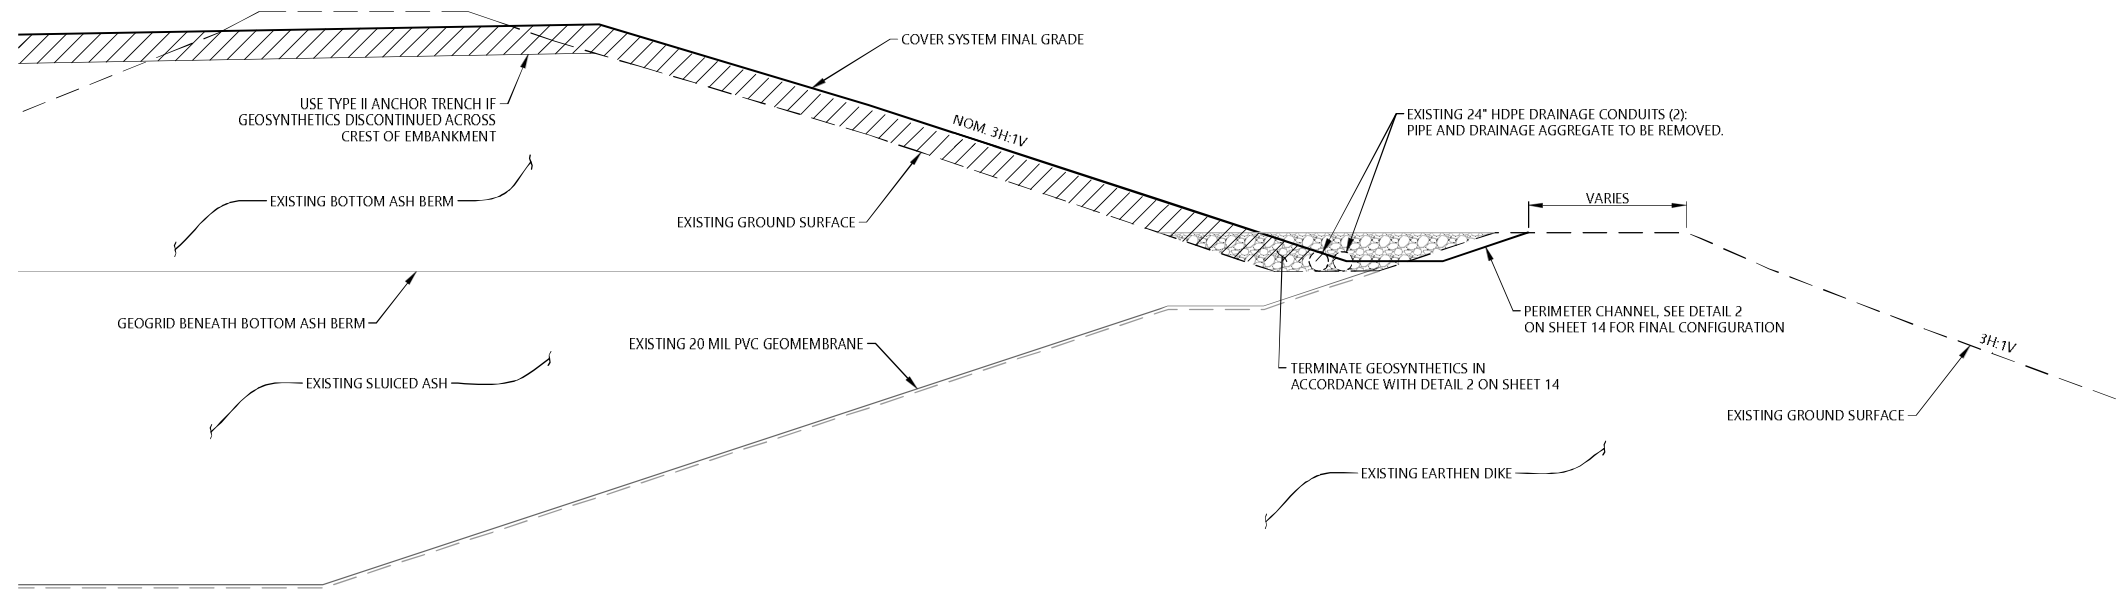 COVER SYSTEM FINAL GRADE
USE TYPE II ANCHOR TRENCH IF
GEOSYNTHETICS DISCONTINUED ACROSS
CREST OF EMBANKMENT
NOM. 3H:1V
EXISTING 24" HDPE DRAINAGE CONDUITS (2):
PIPE AND DRAINAGE AGGREGATE TO BE REMOVED.
EXISTING BOTTOM ASH BERM
EXISTING GROUND SURFACE
VARIES
GEOGRID BENEATH BOTTOM ASH BERM
EXISTING 20 MIL PVC GEOMEMBRANE
PERIMETER CHANNEL, SEE DETAIL 2
ON SHEET 14 FOR FINAL CONFIGURATION
3H:1V
EXISTING SLUICED ASH
TERMINATE GEOSYNTHETICS IN
ACCORDANCE WITH DETAIL 2 ON SHEET 14
EXISTING GROUND SURFACE
EXISTING EARTHEN DIKE